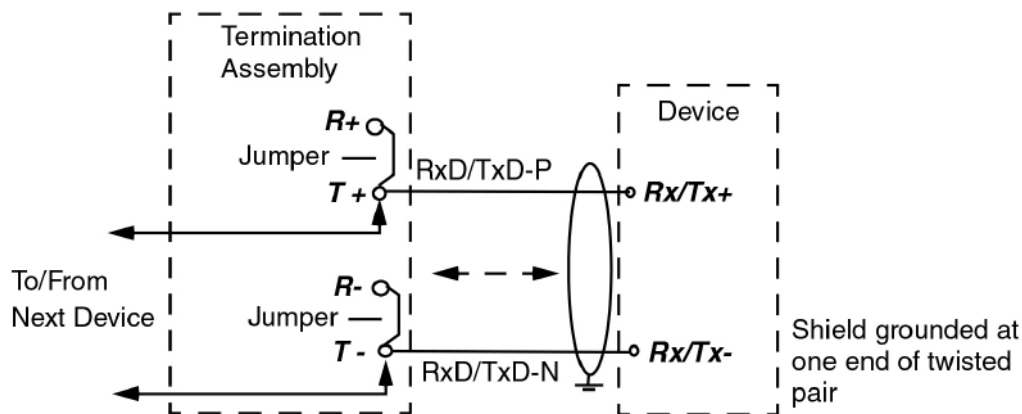 Termination
Assembly
Device
R+
Jumper
RxD/TxD-P
T +
Rx/Tx+
To/From
Next Device
R-
Jumper
T -
Rx/Tx-
RxD/TxD-N
Shield grounded at
one end of twisted
pair